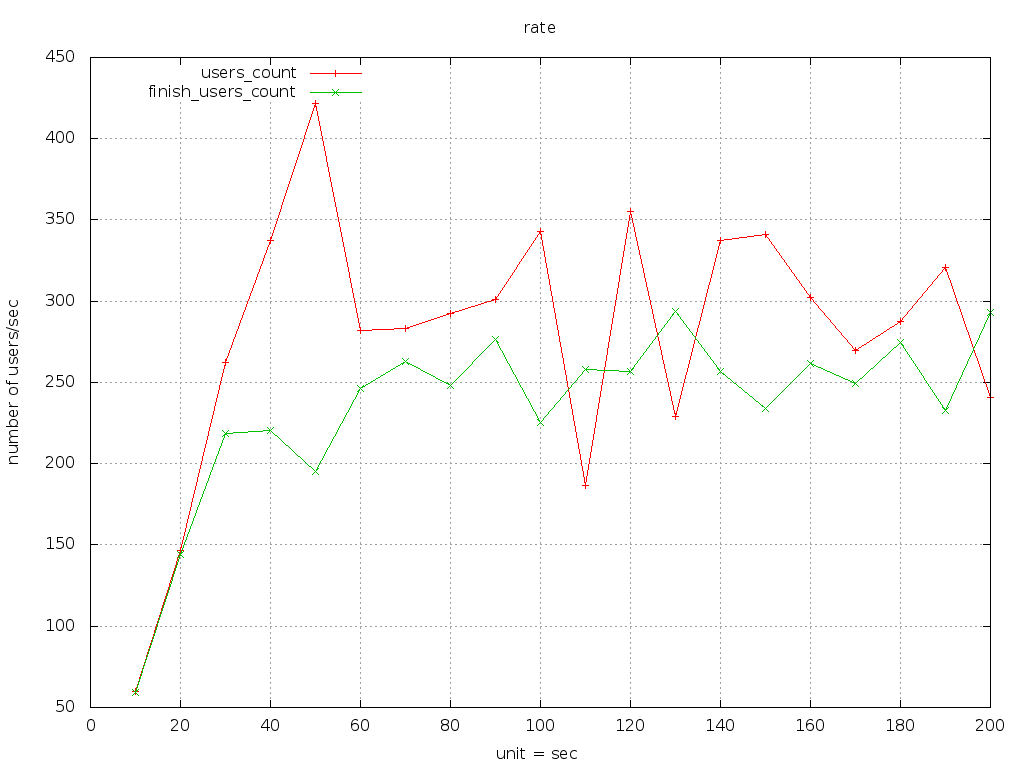 rate
450
400
350
300
250
200
150
100
50
number of users/sec
users_count
finish_users_count
0 20 40 60 80 100 120 140 160 180 200
unit = sec